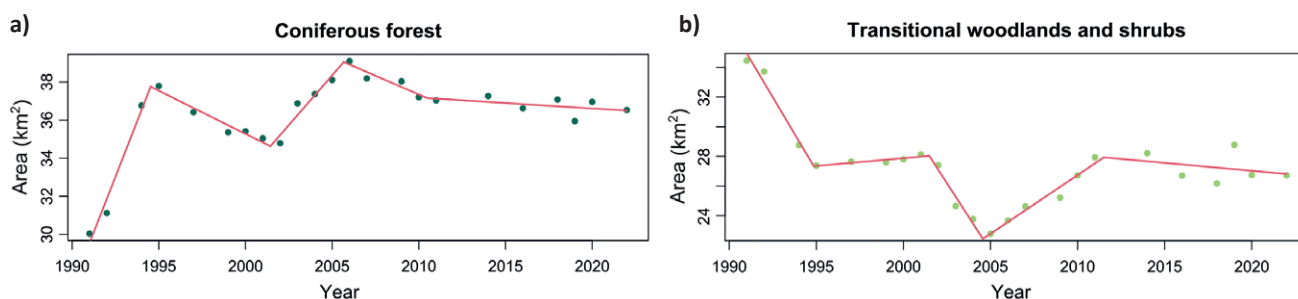 a)
Coniferous forest
Area (km²)
38
36
34
32
30
1990 1995 2000 2005 2010 2015 2020
Year
b)
Transitional woodlands and shrubs
Area (km²)
32
28
24
1990 1995 2000 2005 2010 2015 2020
Year